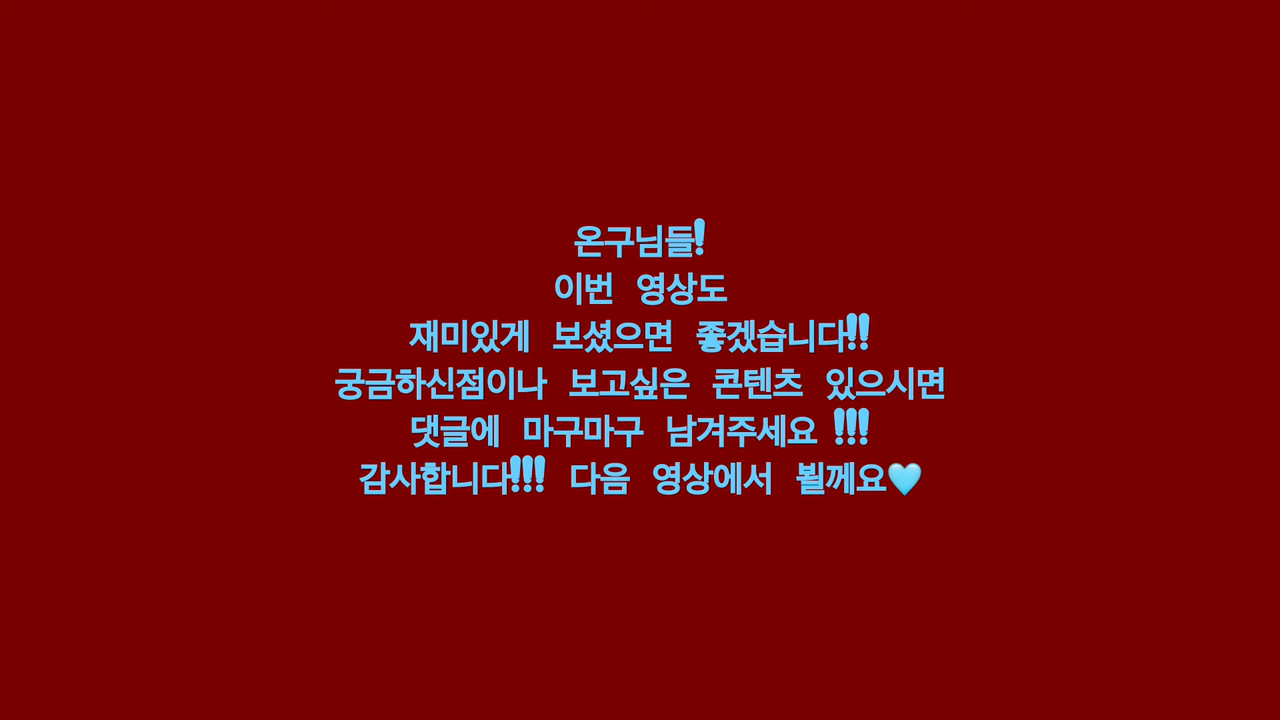 온구님들!
이번 영상도
재미있게 보셨으면 좋겠습니다!!
궁금하신점이나 보고싶은 콘텐츠 있으시면
댓글에 마구마구 남겨주세요 !!!
감사합니다!!! 다음 영상에서 뵐께요🩵